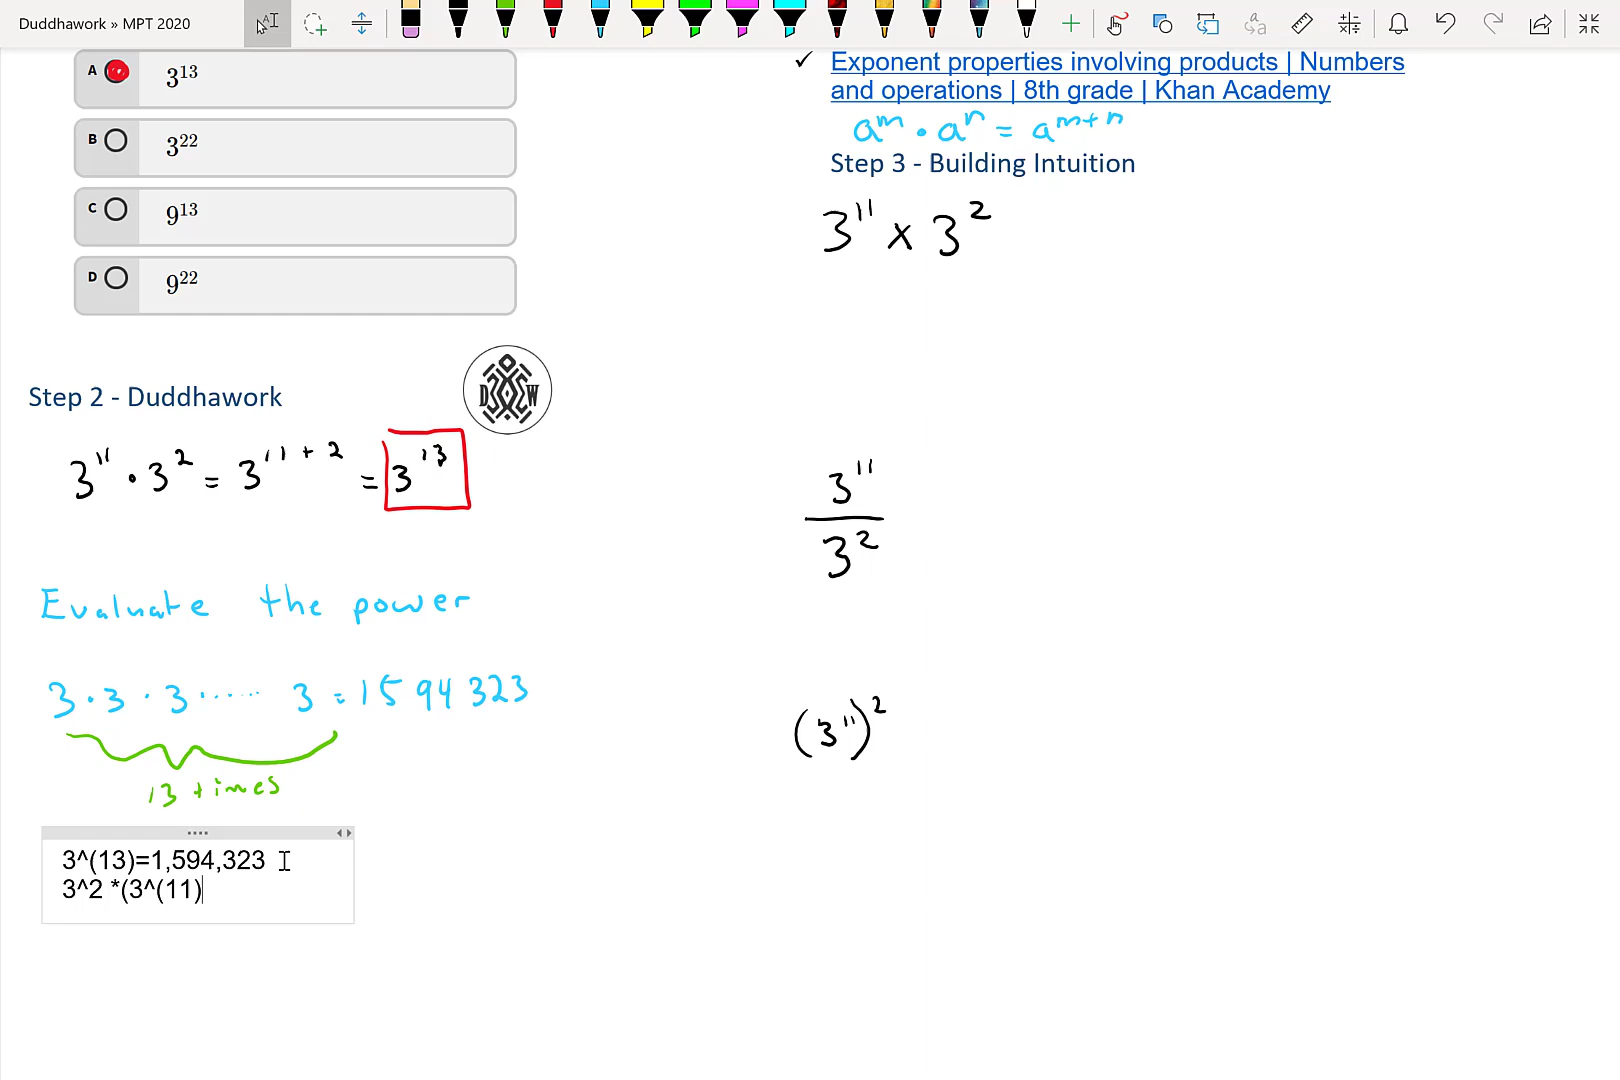 Duddhawork » MPT 2020
A 3^13
B 3^22
C 9^13
D 9^22
Step 2 - Duddhawork
D W
3^11 · 3^2 = 3^11+2 = 3^13
Evaluate the power
3 · 3 · 3 · ..... 3 = 1594323
13 times
3^(13)=1,594,323
3^2 *(3^(11)
✓ Exponent properties involving products | Numbers
and operations | 8th grade | Khan Academy
a^m · a^n = a^m+n
Step 3 - Building Intuition
3^11 x 3^2
3^11
3^2
(3^11)^2